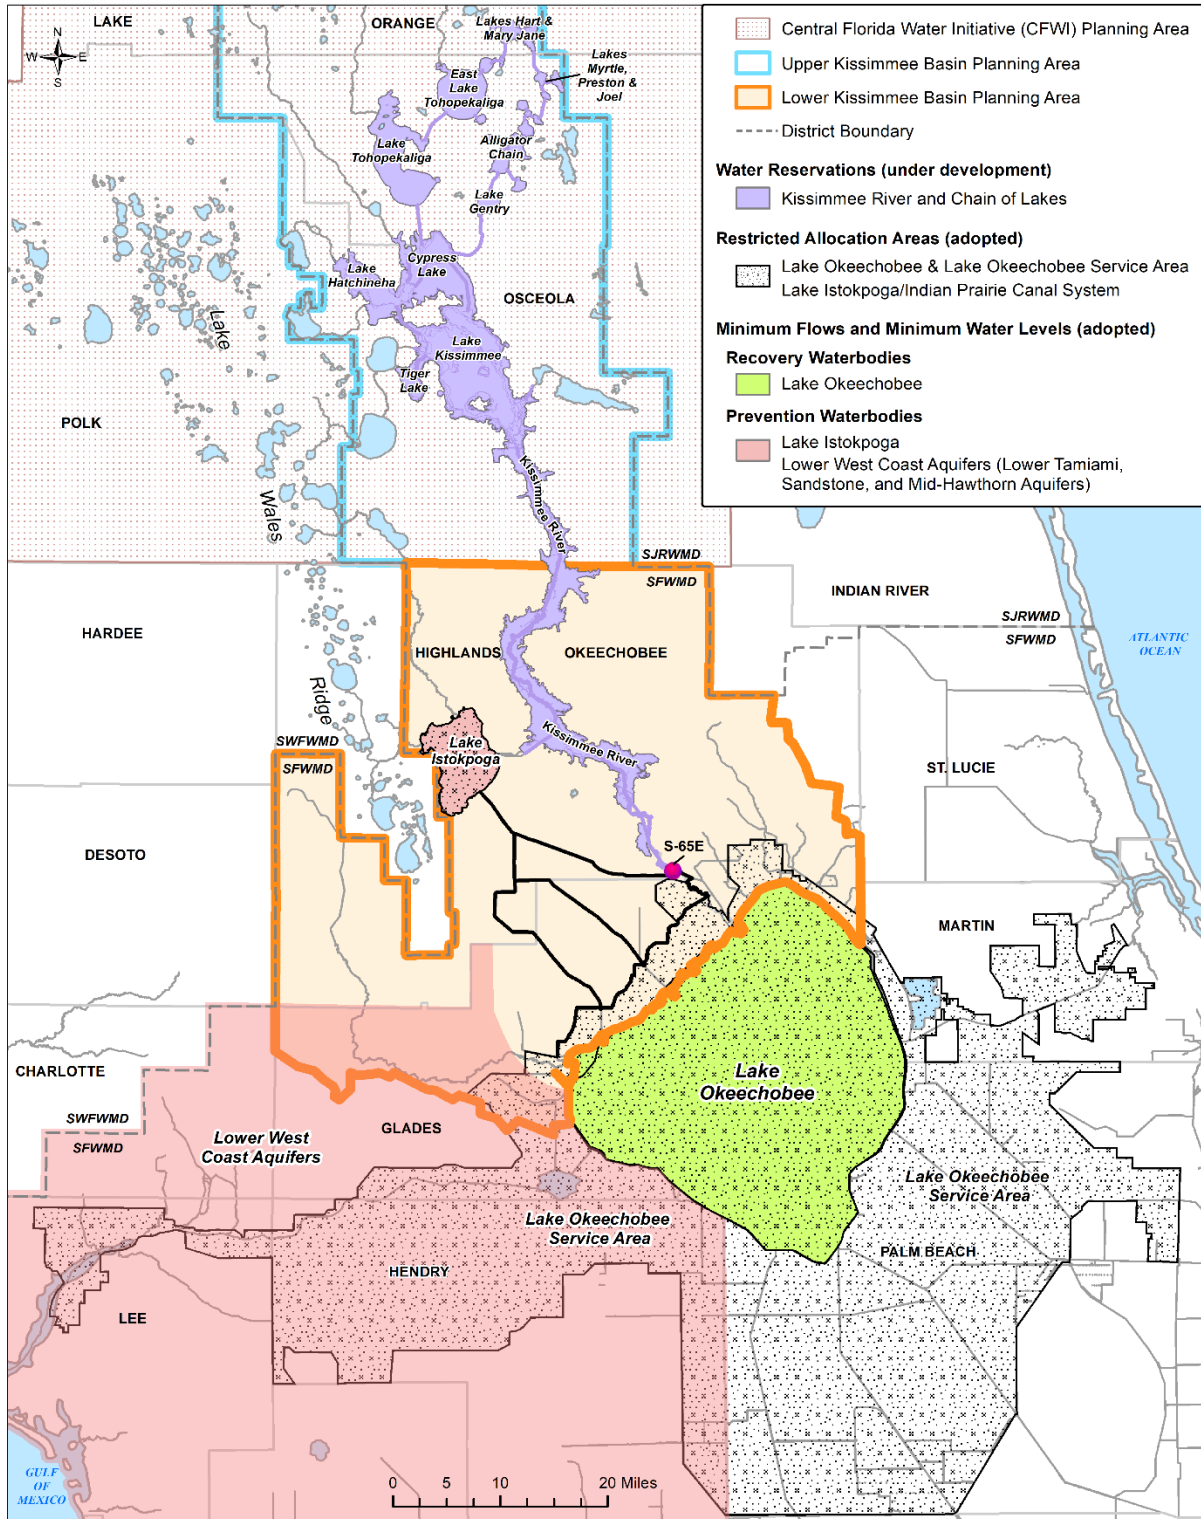 LAKE
ORANGE
N
W E
S
Lakes Hart &
Mary Jane
Lakes
Myrtle,
Preston &
Joel
East
Lake
Tohopekaliga
Lake
Tohopekaliga
Alligator
Chain
Lake
Gentry
Cypress
Lake
Lake
Hatchineha
OSCEOLA
Lake
Kissimmee
Tiger
Lake
Lake
Wales
Ridge
POLK
Kissimmee River
Central Florida Water Initiative (CFWI) Planning Area
Upper Kissimmee Basin Planning Area
Lower Kissimmee Basin Planning Area
District Boundary
Water Reservations (under development)
Kissimmee River and Chain of Lakes
Restricted Allocation Areas (adopted)
Lake Okeechobee & Lake Okeechobee Service Area
Lake Istokpoga/Indian Prairie Canal System
Minimum Flows and Minimum Water Levels (adopted)
Recovery Waterbodies
Lake Okeechobee
Prevention Waterbodies
Lake Istokpoga
Lower West Coast Aquifers (Lower Tamiami,
Sandstone, and Mid-Hawthorn Aquifers)
SJRWMD
SFWMD
INDIAN RIVER
SJRWMD
SFWMD
ATLANTIC
OCEAN
HARDEE
HIGHLANDS
OKEECHOBEE
Kissimmee River
Lake
Istokpoga
SWFWMD
SFWMD
ST. LUCIE
DESOTO
S-65E
MARTIN
CHARLOTTE
SWFWMD
SFWMD
GLADES
Lower West
Coast Aquifers
Lake
Okeechobee
Lake Okeechobee
Service Area
Lake Okeechobee
Service Area
PALM BEACH
HENDRY
LEE
GULF
OF
MEXICO
0 5 10 20 Miles